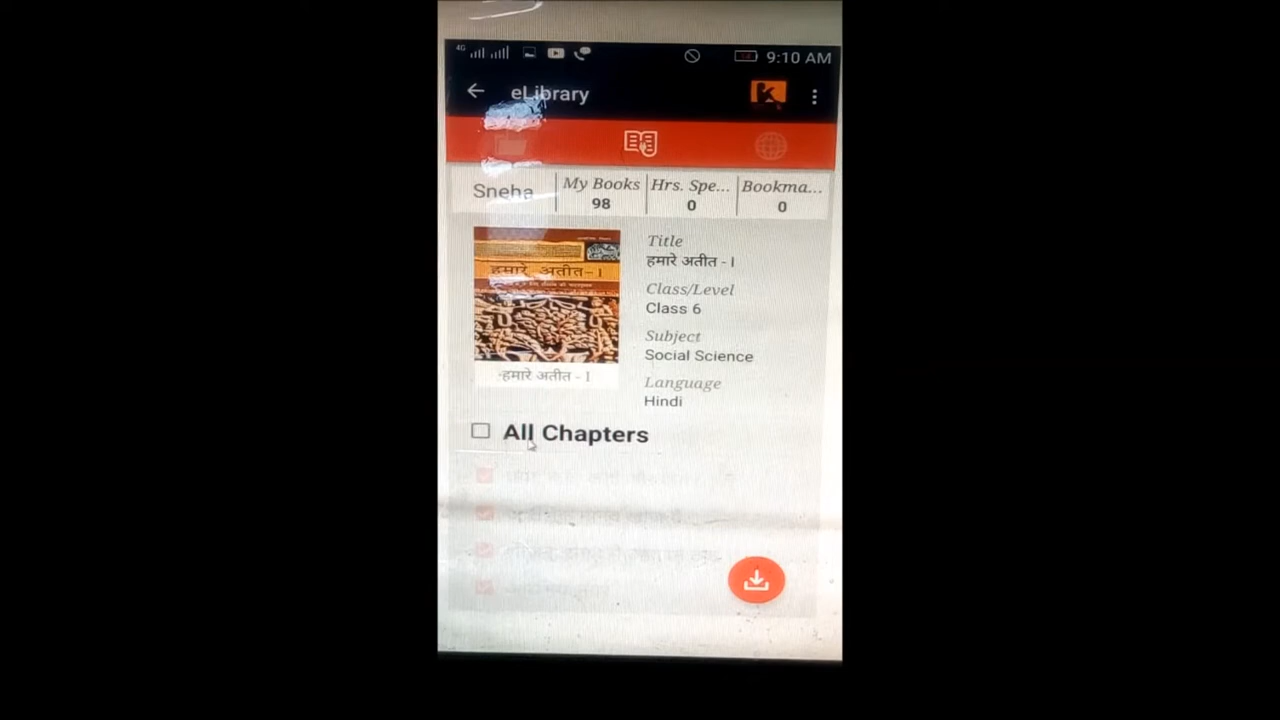 4G 9:10 AM
eLibrary
Sneha
My Books
98
Hrs. Spe...
0
Bookma...
0
हमारे अतीत-I
हमारे अतीत - I
Title
हमारे अतीत - I
Class/Level
Class 6
Subject
Social Science
Language
Hindi
All Chapters